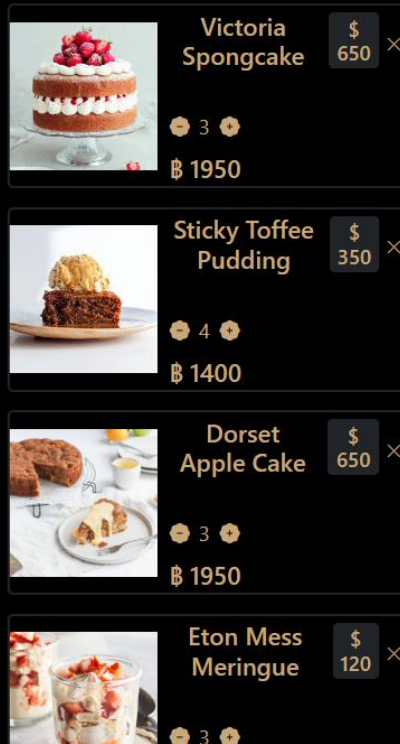 Victoria
Spongcake
$
650
×
- 3 +
฿ 1950
Sticky Toffee
Pudding
$
350
×
- 4 +
฿ 1400
Dorset
Apple Cake
$
650
×
- 3 +
฿ 1950
Eton Mess
Meringue
$
120
×
- 3 +